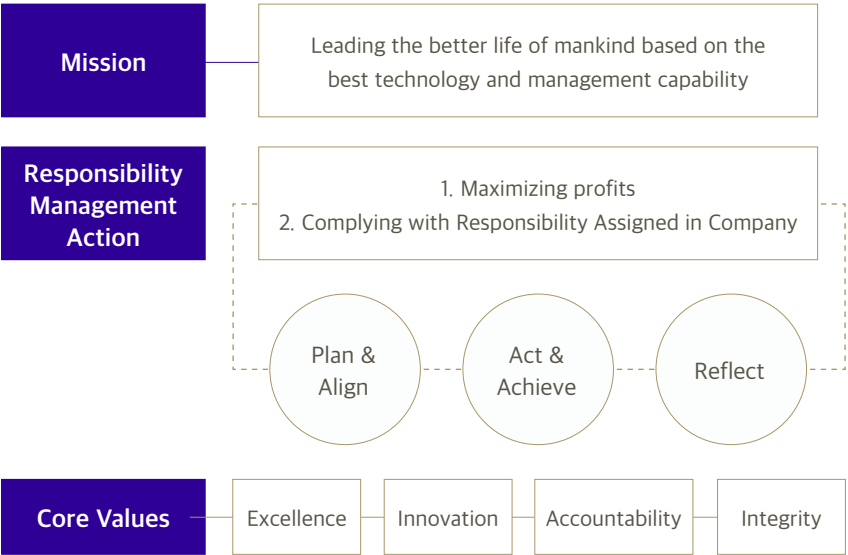 Mission
Leading the better life of mankind based on the
best technology and management capability
Responsibility
Management
Action
1. Maximizing profits
2. Complying with Responsibility Assigned in Company
Plan &
Align
Act &
Achieve
Reflect
Core Values
Excellence
Innovation
Accountability
Integrity